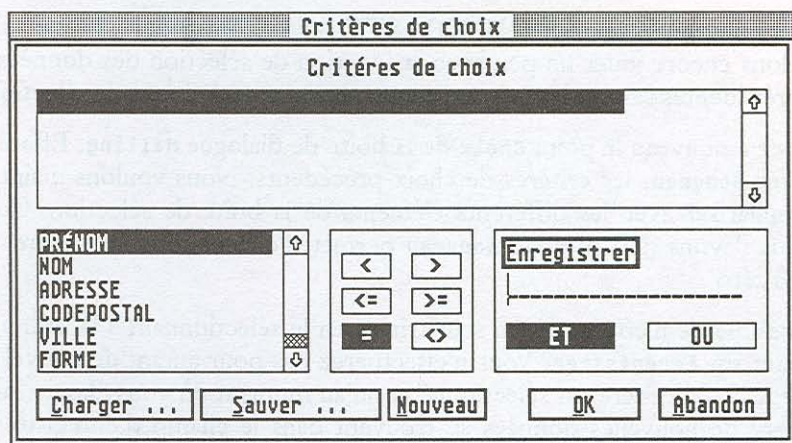 Critères de choix
Critéres de choix
PRÉNOM
NOM
ADRESSE
CODEPOSTAL
VILLE
FORME
< >
<= >=
= <>
Enregistrer
ET OU
Charger ... Sauver ... Nouveau OK Abandon